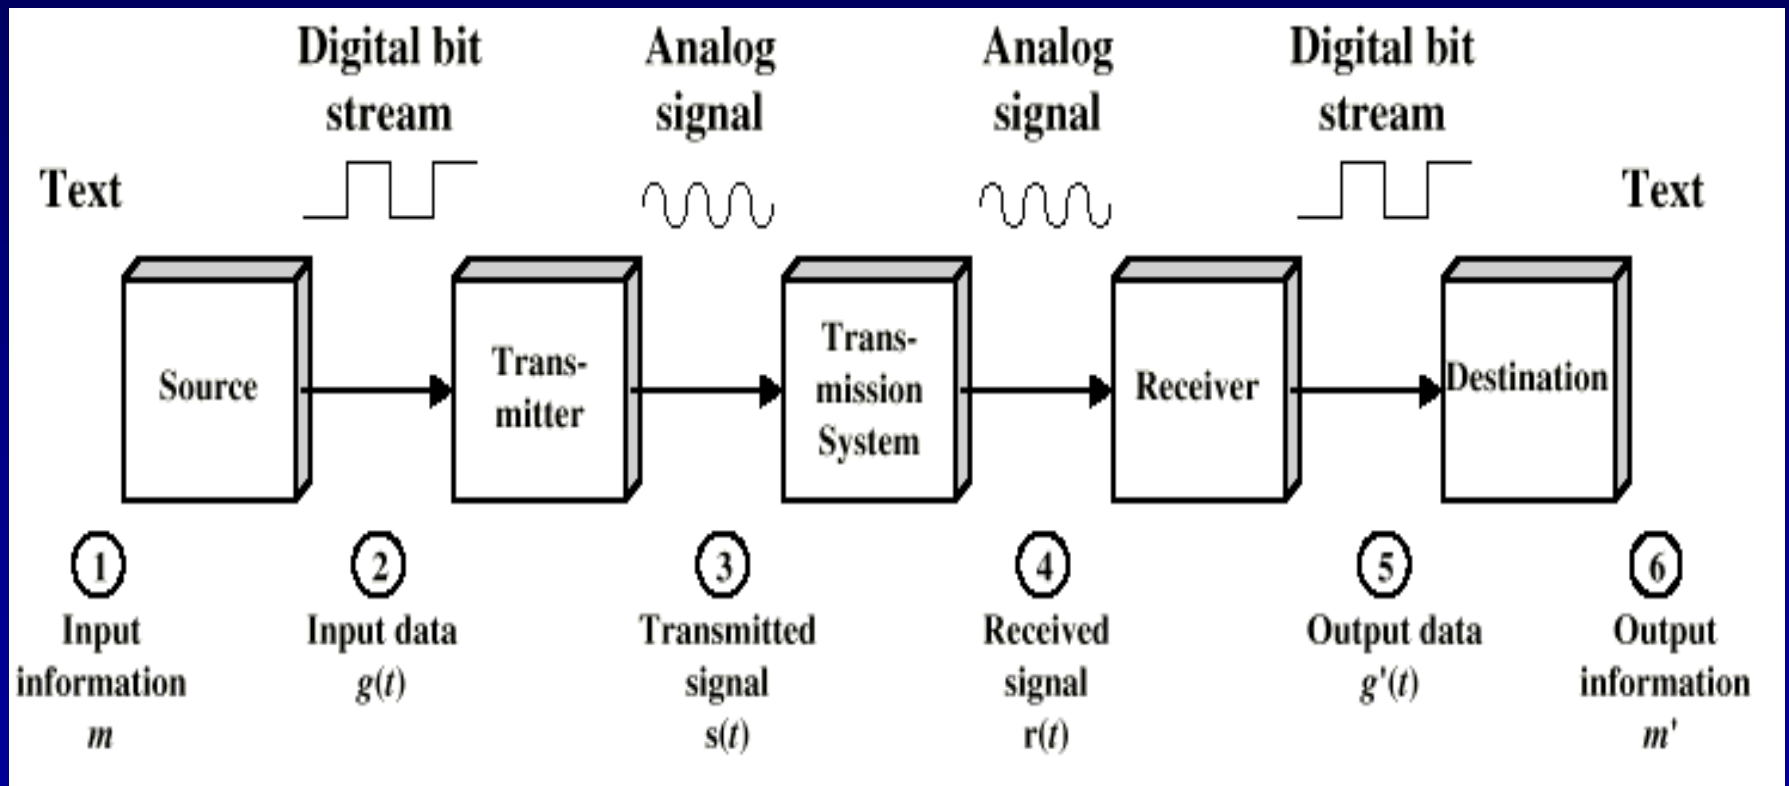 Digital bit
stream
Analog
signal
Analog
signal
Digital bit
stream
Text
Text
Source
Trans-
mitter
Trans-
mission
System
Receiver
Destination
1
Input
information
m
2
Input data
g(t)
3
Transmitted
signal
s(t)
4
Received
signal
r(t)
5
Output data
g'(t)
6
Output
information
m'